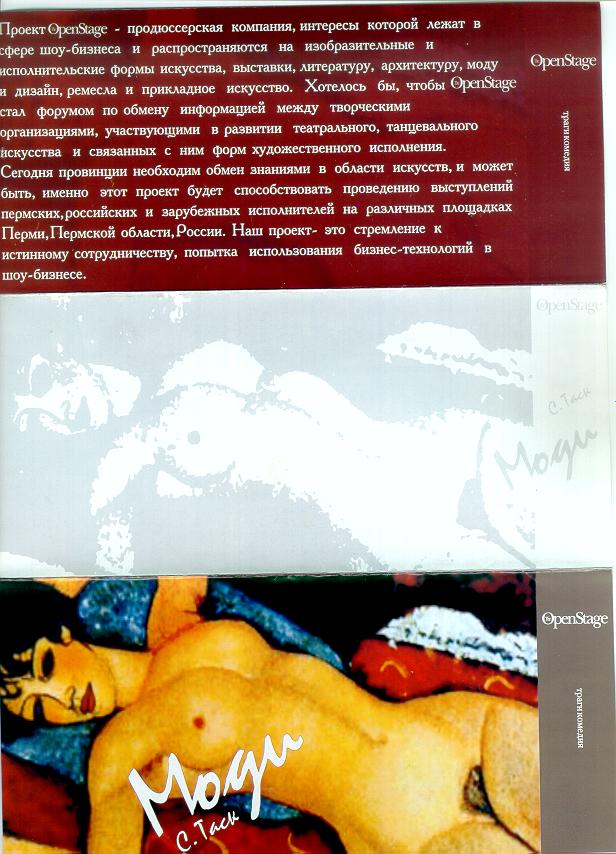 Проект OpenStage - продюссерская компания, интересы которой лежат в
сфере шоу-бизнеса и распространяются на изобразительные и
исполнительские формы искусства, выставки, литературу, архитектуру, моду
и дизайн, ремесла и прикладное искусство. Хотелось бы, чтобы OpenStage
стал форумом по обмену информацией между творческими
организациями, участвующими в развитии театрального, танцевального
искусства и связанных с ним форм художественного исполнения.
Сегодня провинции необходим обмен знаниями в области искусств, и может
быть, именно этот проект будет способствовать проведению выступлений
пермских, российских и зарубежных исполнителей на различных площадках
Перми, Пермской области, России. Наш проект- это стремление к
истинному сотрудничеству, попытка использования бизнес-технологий в
шоу-бизнесе.
OpenStage
трагикомедия
OpenStage
С. Таск
Моди
OpenStage
трагикомедия
Моди
С. Таск